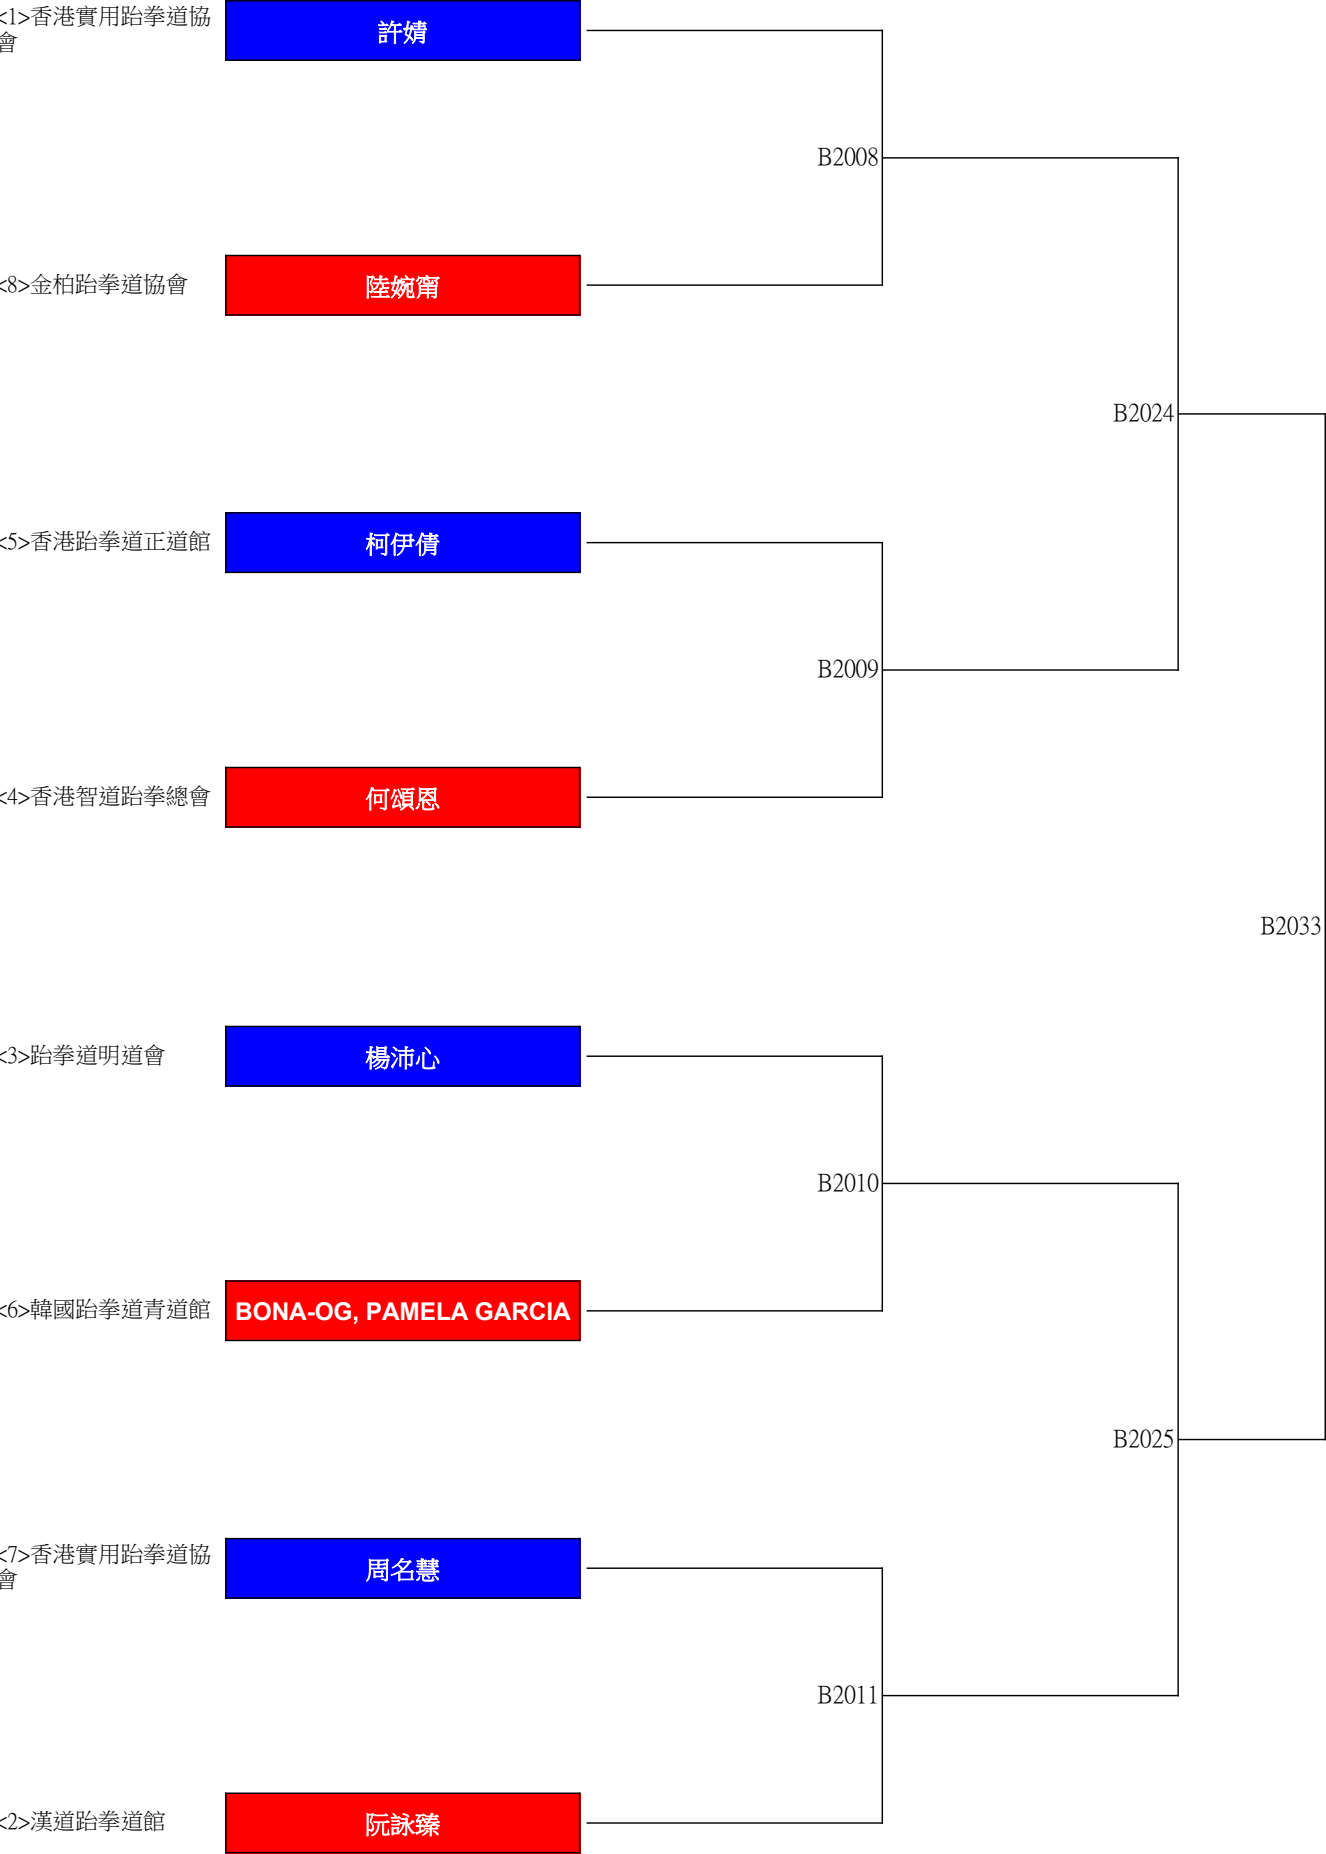 <1>香港實用跆拳道協
會
許婧
B2008
<8>金柏跆拳道協會
陸婉甯
B2024
<5>香港跆拳道正道館
柯伊倩
B2009
<4>香港智道跆拳總會
何頌恩
B2033
<3>跆拳道明道會
楊沛心
B2010
<6>韓國跆拳道青道館
BONA-OG, PAMELA GARCIA
B2025
<7>香港實用跆拳道協
會
周名慧
B2011
<2>漢道跆拳道館
阮詠臻